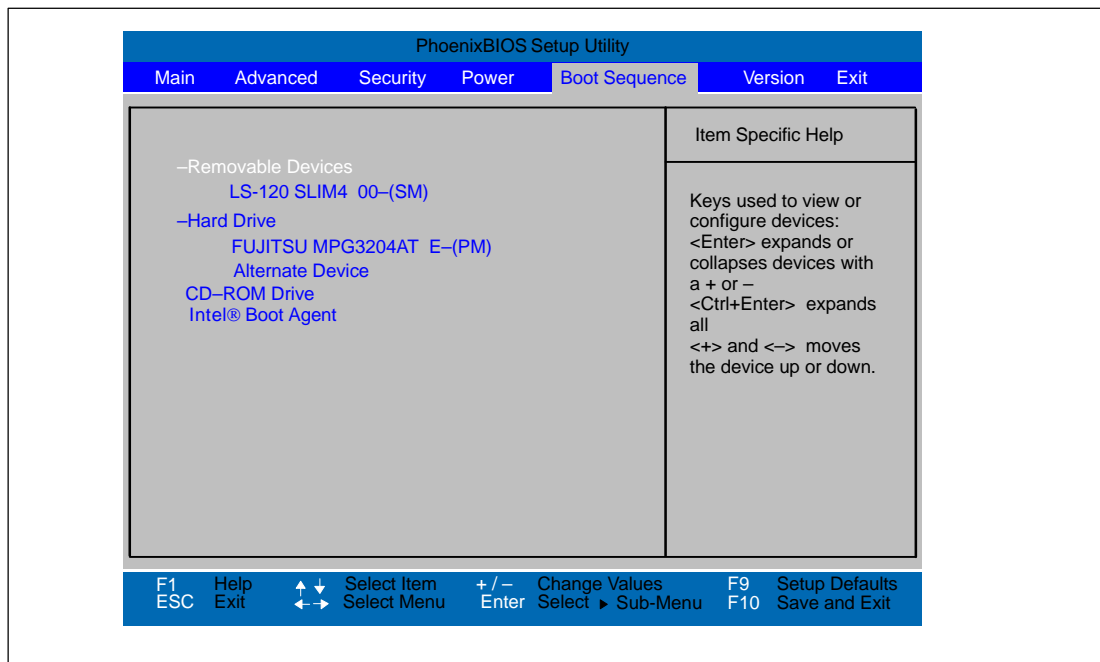 PhoenixBIOS Setup Utility
Main Advanced Security Power Boot Sequence Version Exit
–Removable Devices
LS-120 SLIM4 00–(SM)
–Hard Drive
FUJITSU MPG3204AT E–(PM)
Alternate Device
CD–ROM Drive
Intel® Boot Agent
Item Specific Help
Keys used to view or
configure devices:
<Enter> expands or
collapses devices with
a + or –
<Ctrl+Enter> expands
all
<+> and <–> moves
the device up or down.
F1 Help Select Item + / – Change Values F9 Setup Defaults
ESC Exit Select Menu Enter Select Sub-Menu F10 Save and Exit